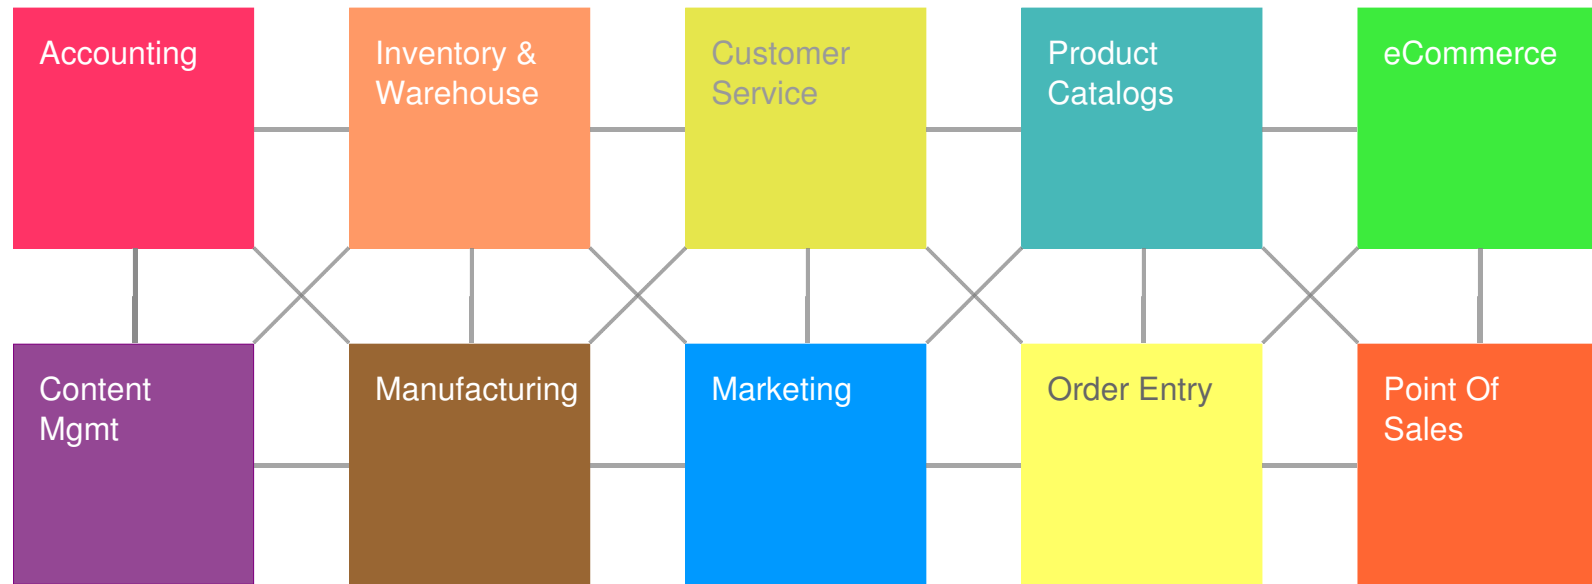 Accounting
Inventory &
Warehouse
Customer
Service
Product
Catalogs
eCommerce
Content
Mgmt
Manufacturing
Marketing
Order Entry
Point Of
Sales